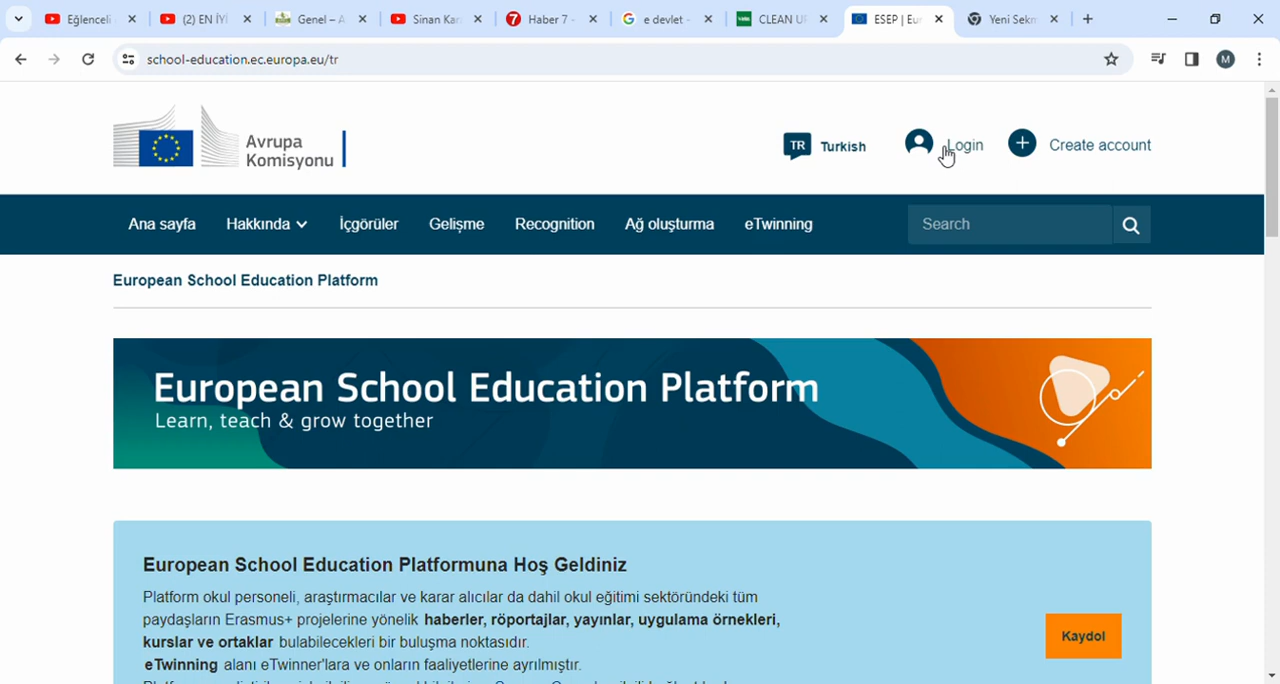 Eğlenceli
(2) EN İYİ
Genel – A
Sinan Kar
Haber 7 -
e devlet -
CLEAN UP
ESEP | Eur
Yeni Sekm
school-education.ec.europa.eu/tr
M
Avrupa
Komisyonu
TR
Turkish
Login
Create account
Ana sayfa
Hakkında
İçgörüler
Gelişme
Recognition
Ağ oluşturma
eTwinning
Search
European School Education Platform
European School Education Platform
Learn, teach & grow together
European School Education Platformuna Hoş Geldiniz
Platform okul personeli, araştırmacılar ve karar alıcılar da dahil okul eğitimi sektöründeki tüm
paydaşların Erasmus+ projelerine yönelik haberler, röportajlar, yayınlar, uygulama örnekleri,
kurslar ve ortaklar bulabilecekleri bir buluşma noktasıdır.
eTwinning alanı eTwinner'lara ve onların faaliyetlerine ayrılmıştır.
Kaydol